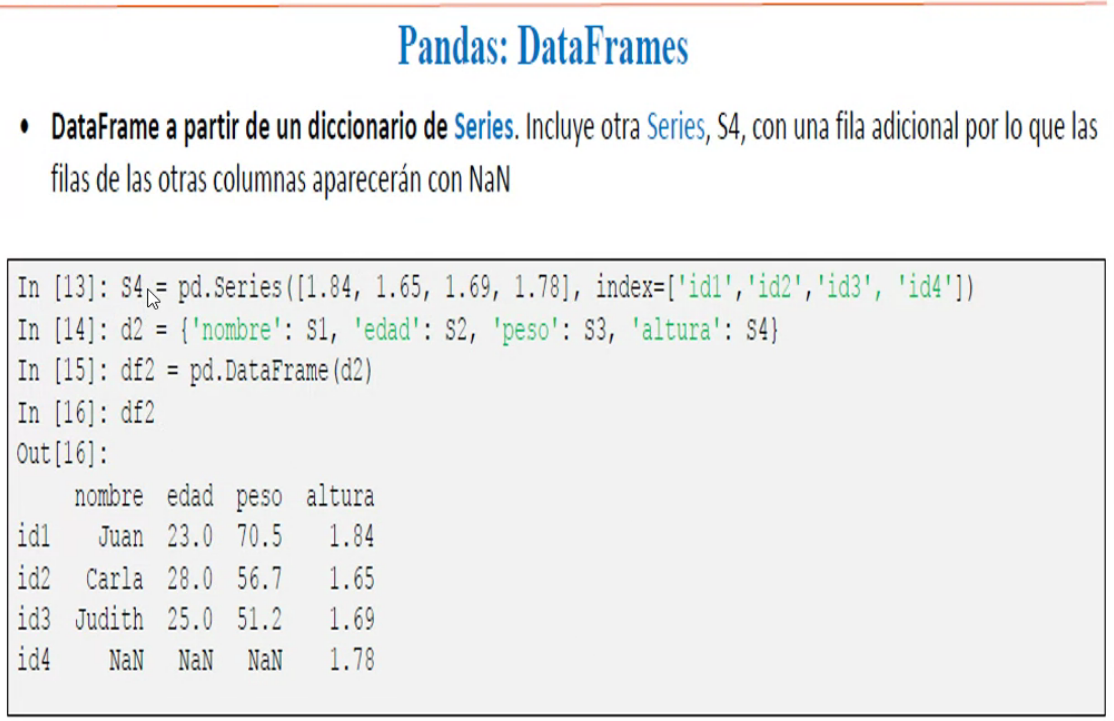 Pandas: DataFrames
• DataFrame a partir de un diccionario de Series. Incluye otra Series, S4, con una fila adicional por lo que las
filas de las otras columnas aparecerán con NaN
In [13]: S4 = pd.Series([1.84, 1.65, 1.69, 1.78], index=['id1','id2','id3', 'id4'])
In [14]: d2 = {'nombre': S1, 'edad': S2, 'peso': S3, 'altura': S4}
In [15]: df2 = pd.DataFrame(d2)
In [16]: df2
Out[16]:
nombre edad peso altura
id1 Juan 23.0 70.5 1.84
id2 Carla 28.0 56.7 1.65
id3 Judith 25.0 51.2 1.69
id4 NaN NaN NaN 1.78